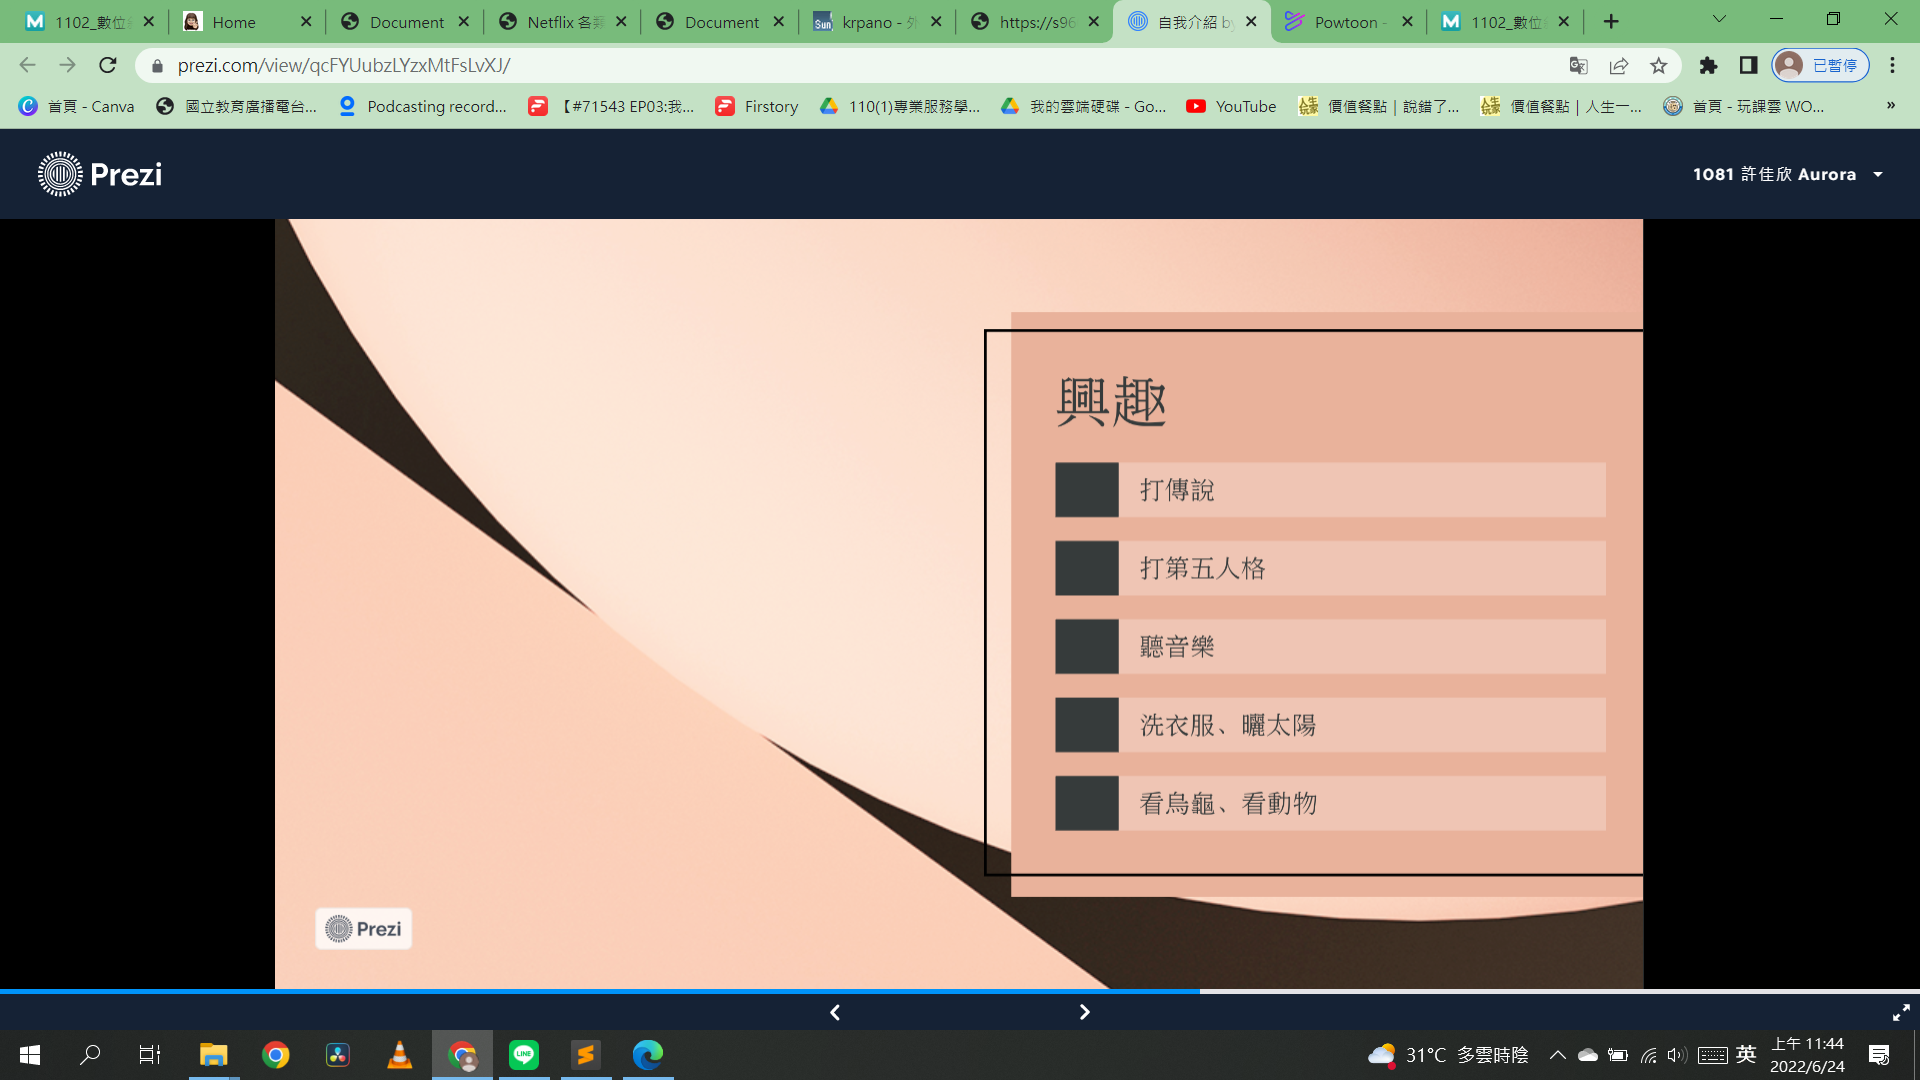 1102_數位
Home
Document
Netflix 各
Document
krpano - 外
https://s96
自我介紹 by
Powtoon -
1102_數位
prezi.com/view/qcFYUubzLYzxMtFsLvXJ/
已暫停
首頁 - Canva
國立教育廣播電台...
Podcasting record...
【#71543 EP03:我...
Firstory
110(1)專業服務學...
我的雲端硬碟 - Go...
YouTube
價值餐點 | 說錯了...
價值餐點 | 人生一...
首頁 - 玩課雲 WO...
»
Prezi
1081 許佳欣 Aurora
興趣
打傳說
打第五人格
聽音樂
洗衣服、曬太陽
看烏龜、看動物
Prezi
31°C 多雲時陰
英
上午 11:44
2022/6/24